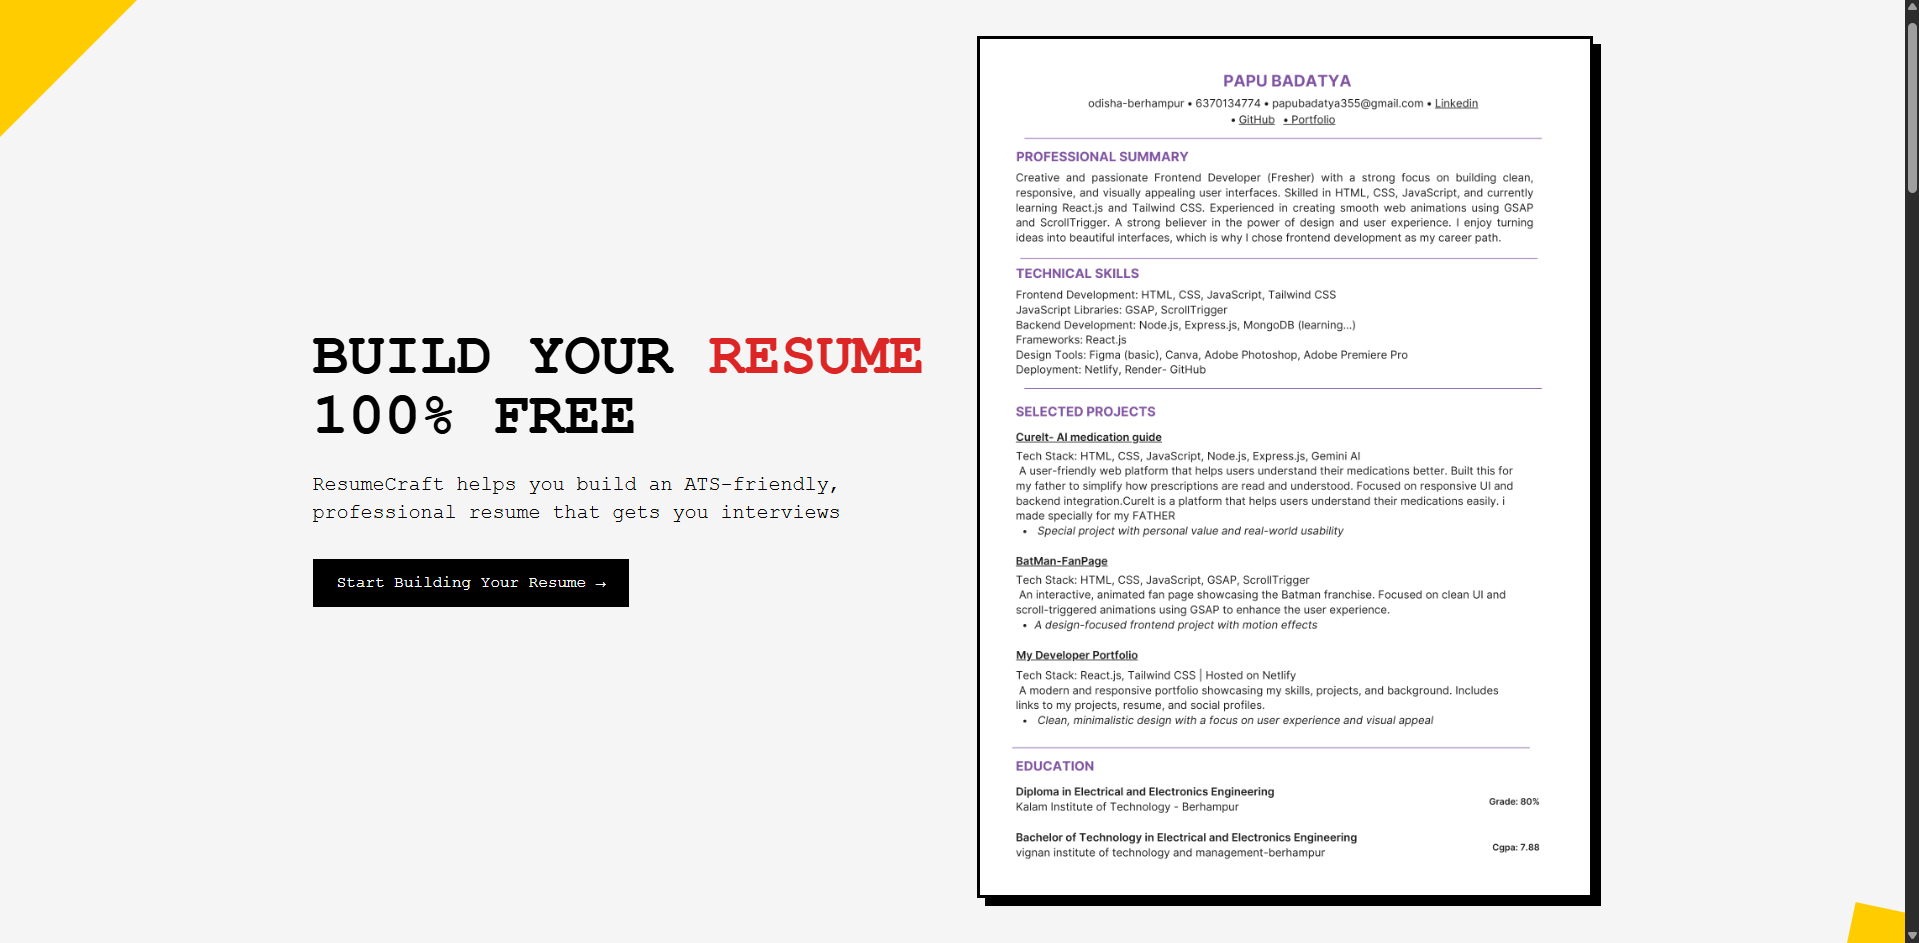 BUILD YOUR RESUME
100% FREE
ResumeCraft helps you build an ATS-friendly,
professional resume that gets you interviews
Start Building Your Resume →
PAPU BADATYA
odisha-berhampur • 6370134774 • papubadatya355@gmail.com • Linkedin
• GitHub • Portfolio
PROFESSIONAL SUMMARY
Creative and passionate Frontend Developer (Fresher) with a strong focus on building clean,
responsive, and visually appealing user interfaces. Skilled in HTML, CSS, JavaScript, and currently
learning React.js and Tailwind CSS. Experienced in creating smooth web animations using GSAP
and ScrollTrigger. A strong believer in the power of design and user experience. I enjoy turning
ideas into beautiful interfaces, which is why I chose frontend development as my career path.
TECHNICAL SKILLS
Frontend Development: HTML, CSS, JavaScript, Tailwind CSS
JavaScript Libraries: GSAP, ScrollTrigger
Backend Development: Node.js, Express.js, MongoDB (learning...)
Frameworks: React.js
Design Tools: Figma (basic), Canva, Adobe Photoshop, Adobe Premiere Pro
Deployment: Netlify, Render- GitHub
SELECTED PROJECTS
CureIt- AI medication guide
Tech Stack: HTML, CSS, JavaScript, Node.js, Express.js, Gemini AI
A user-friendly web platform that helps users understand their medications better. Built this for
my father to simplify how prescriptions are read and understood. Focused on responsive UI and
backend integration.CureIt is a platform that helps users understand their medications easily. i
made specially for my FATHER
• Special project with personal value and real-world usability
BatMan-FanPage
Tech Stack: HTML, CSS, JavaScript, GSAP, ScrollTrigger
An interactive, animated fan page showcasing the Batman franchise. Focused on clean UI and
scroll-triggered animations using GSAP to enhance the user experience.
• A design-focused frontend project with motion effects
My Developer Portfolio
Tech Stack: React.js, Tailwind CSS | Hosted on Netlify
A modern and responsive portfolio showcasing my skills, projects, and background. Includes
links to my projects, resume, and social profiles.
• Clean, minimalistic design with a focus on user experience and visual appeal
EDUCATION
Diploma in Electrical and Electronics Engineering
Kalam Institute of Technology - Berhampur
Grade: 80%
Bachelor of Technology in Electrical and Electronics Engineering
vignan institute of technology and management-berhampur
Cgpa: 7.88